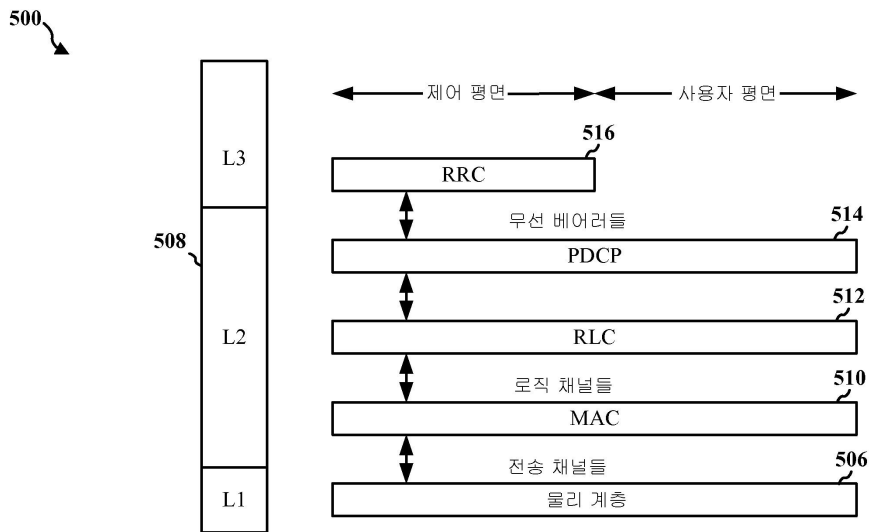 500
제어 평면
사용자 평면
516
L3
RRC
무선 베어러들
514
508
PDCP
512
L2
RLC
로직 채널들
510
MAC
전송 채널들
506
L1
물리 계층